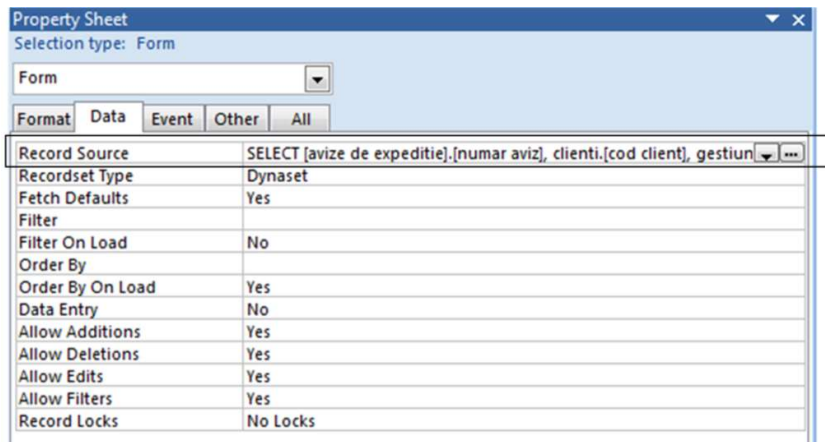 Property Sheet
Selection type: Form
Form
Format Data Event Other All
Record Source SELECT [avize de expeditie].[numar aviz], clienti.[cod client], gestiun
Recordset Type Dynaset
Fetch Defaults Yes
Filter
Filter On Load No
Order By
Order By On Load Yes
Data Entry No
Allow Additions Yes
Allow Deletions Yes
Allow Edits Yes
Allow Filters Yes
Record Locks No Locks